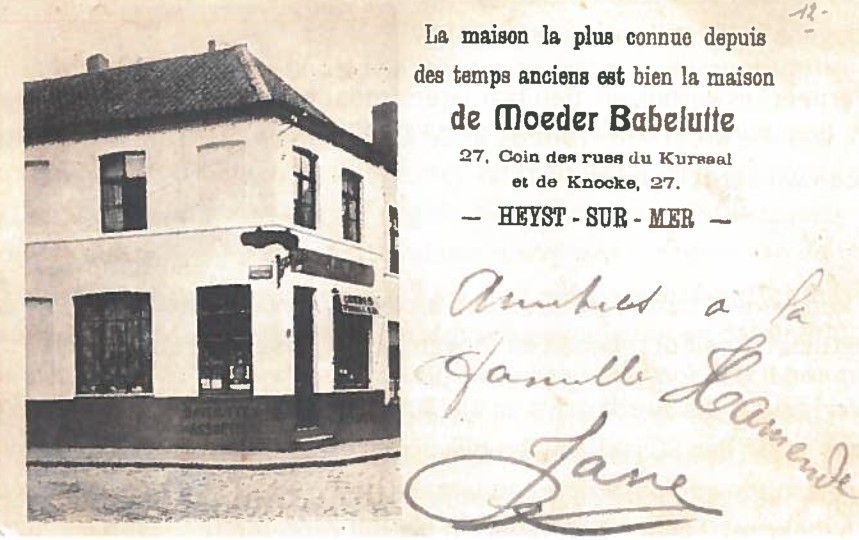 12-
La maison la plus connue depuis
des temps anciens est bien la maison
de Moeder Babelutte
27, Coin des rues du Kursaal
et de Knocke, 27.
— HEYST - SUR - MER —
Amitiés à la
famille Hamende
Jane